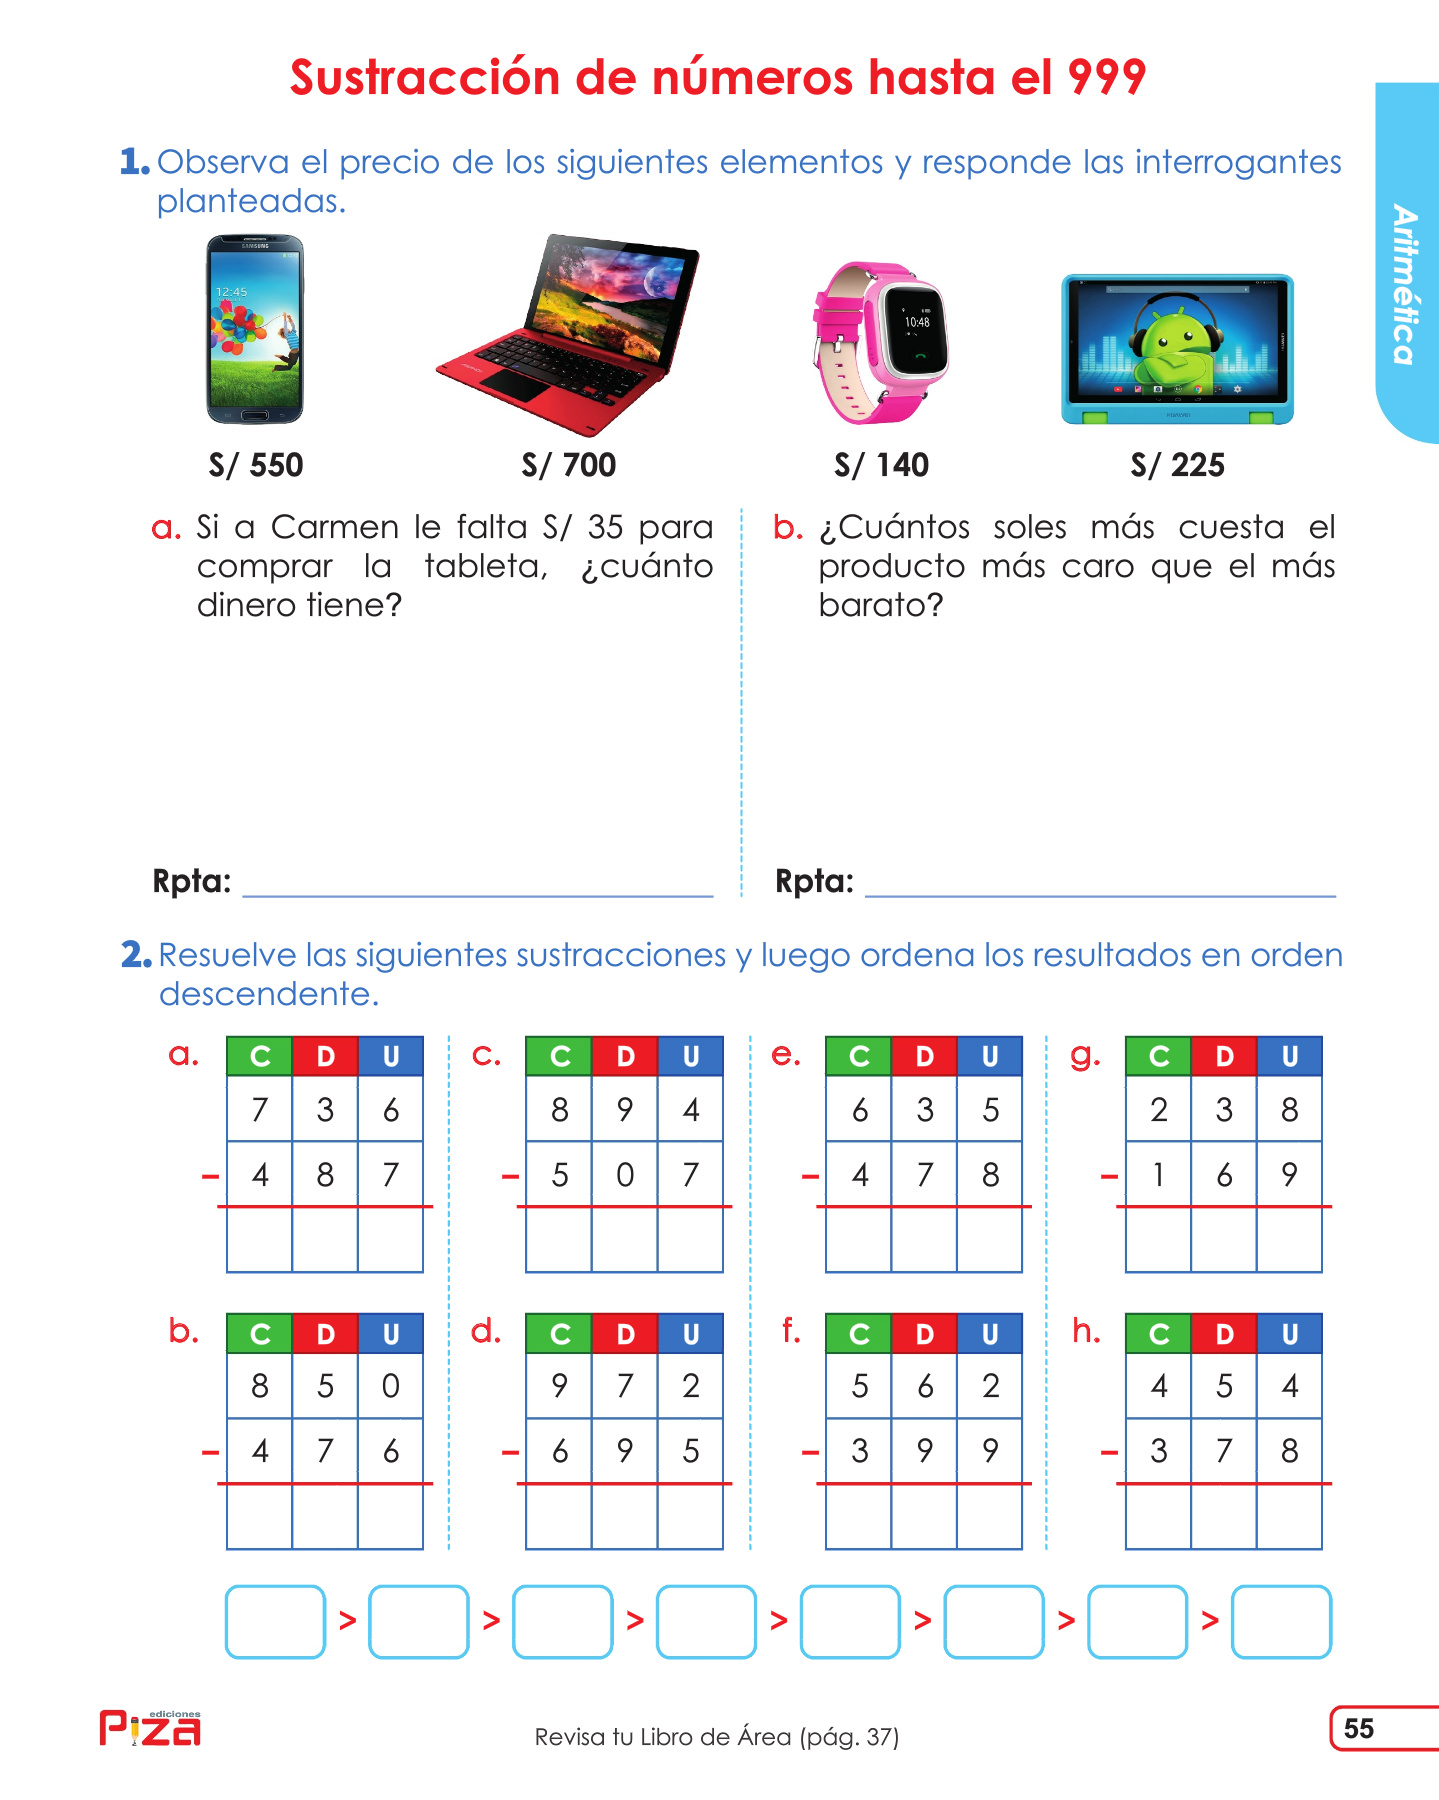 Sustracción de números hasta el 999
Aritmética
1. Observa el precio de los siguientes elementos y responde las interrogantes
planteadas.
SAMSUNG
12:45
10:48
S/ 550
S/ 700
S/ 140
S/ 225
a. Si a Carmen le falta S/ 35 para
comprar la tableta, ¿cuánto
dinero tiene?
Rpta:
b. ¿Cuántos soles más cuesta el
producto más caro que el más
barato?
Rpta:
2. Resuelve las siguientes sustracciones y luego ordena los resultados en orden
descendente.
a. C D U
7 3 6
- 4 8 7
c. C D U
8 9 4
- 5 0 7
e. C D U
6 3 5
- 4 7 8
g. C D U
2 3 8
- 1 6 9
b. C D U
8 5 0
- 4 7 6
d. C D U
9 7 2
- 6 9 5
f. C D U
5 6 2
- 3 9 9
h. C D U
4 5 4
- 3 7 8
> > > > > > >
ediciones
Piza
Revisa tu Libro de Área (pág. 37)
55